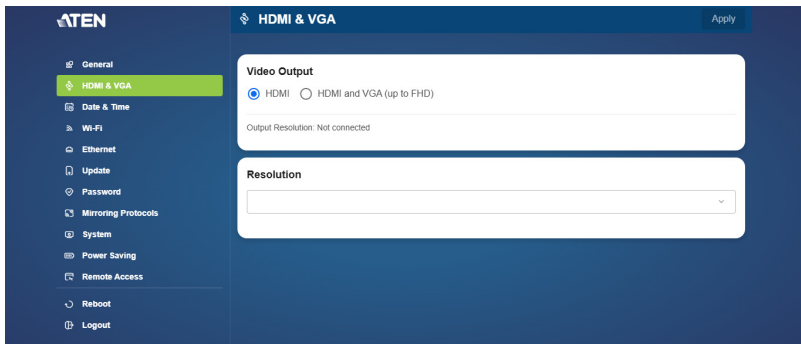 ATEN
HDMI & VGA
Apply
General
HDMI & VGA
Date & Time
Wi-Fi
Ethernet
Update
Password
Mirroring Protocols
System
Power Saving
Remote Access
Reboot
Logout
Video Output
HDMI HDMI and VGA (up to FHD)
Output Resolution: Not connected
Resolution